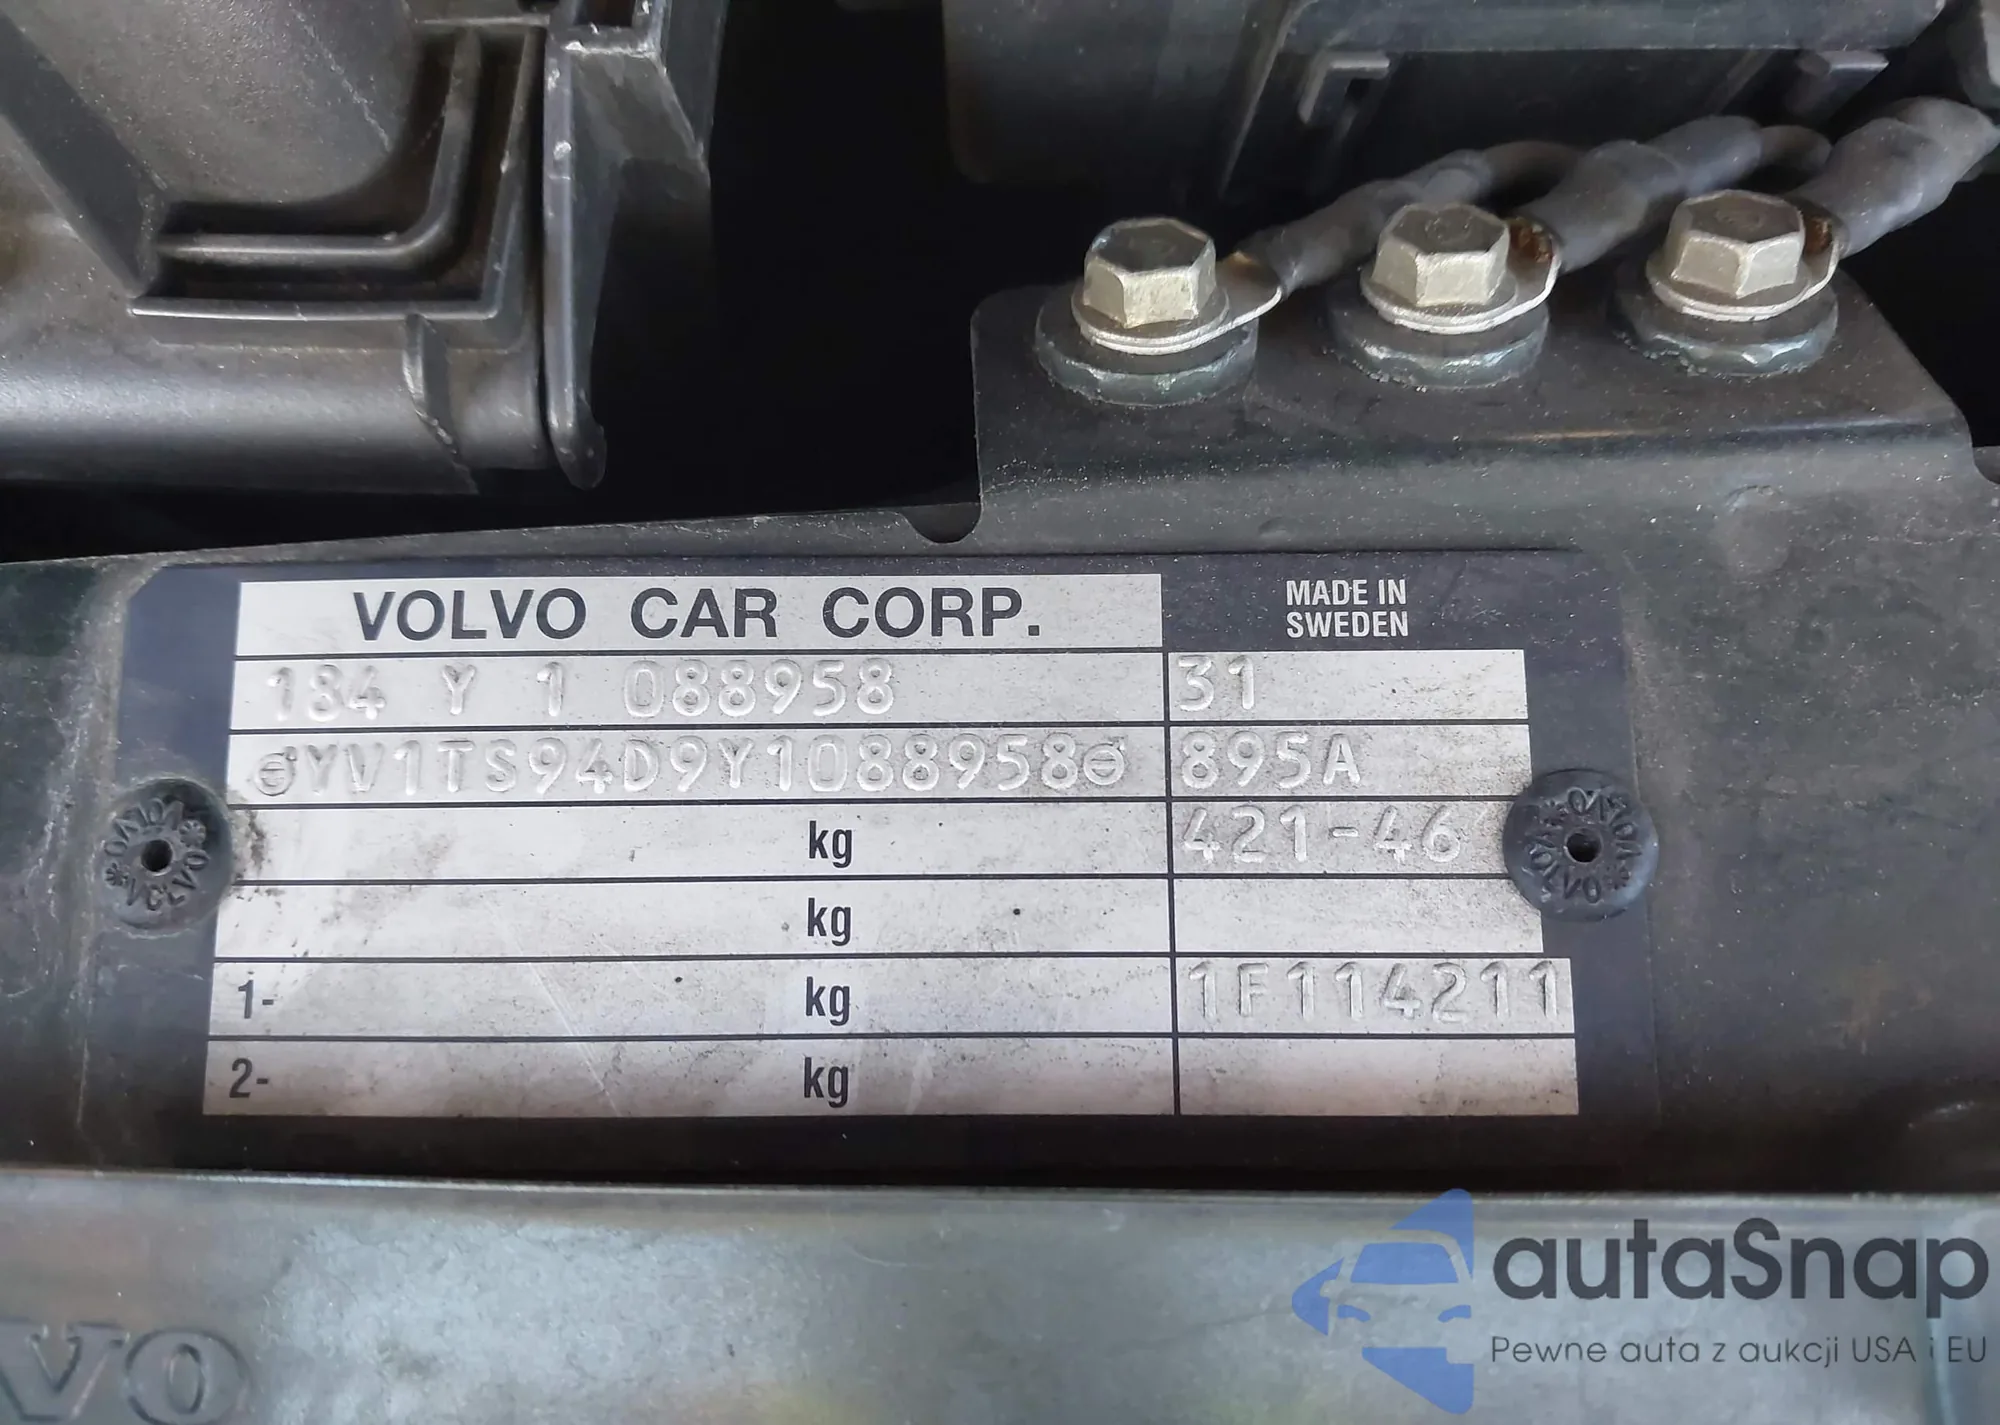 VOLVO CAR CORP.
MADE IN
SWEDEN
184 Y 1 088958
31
YV1TS94D9Y1088958
895A
kg
421-46
kg
1-
kg
1F114211
2-
kg
VOLVO
VOLVO
VO
autaSnap
Pewne auta z aukcji USA i EU